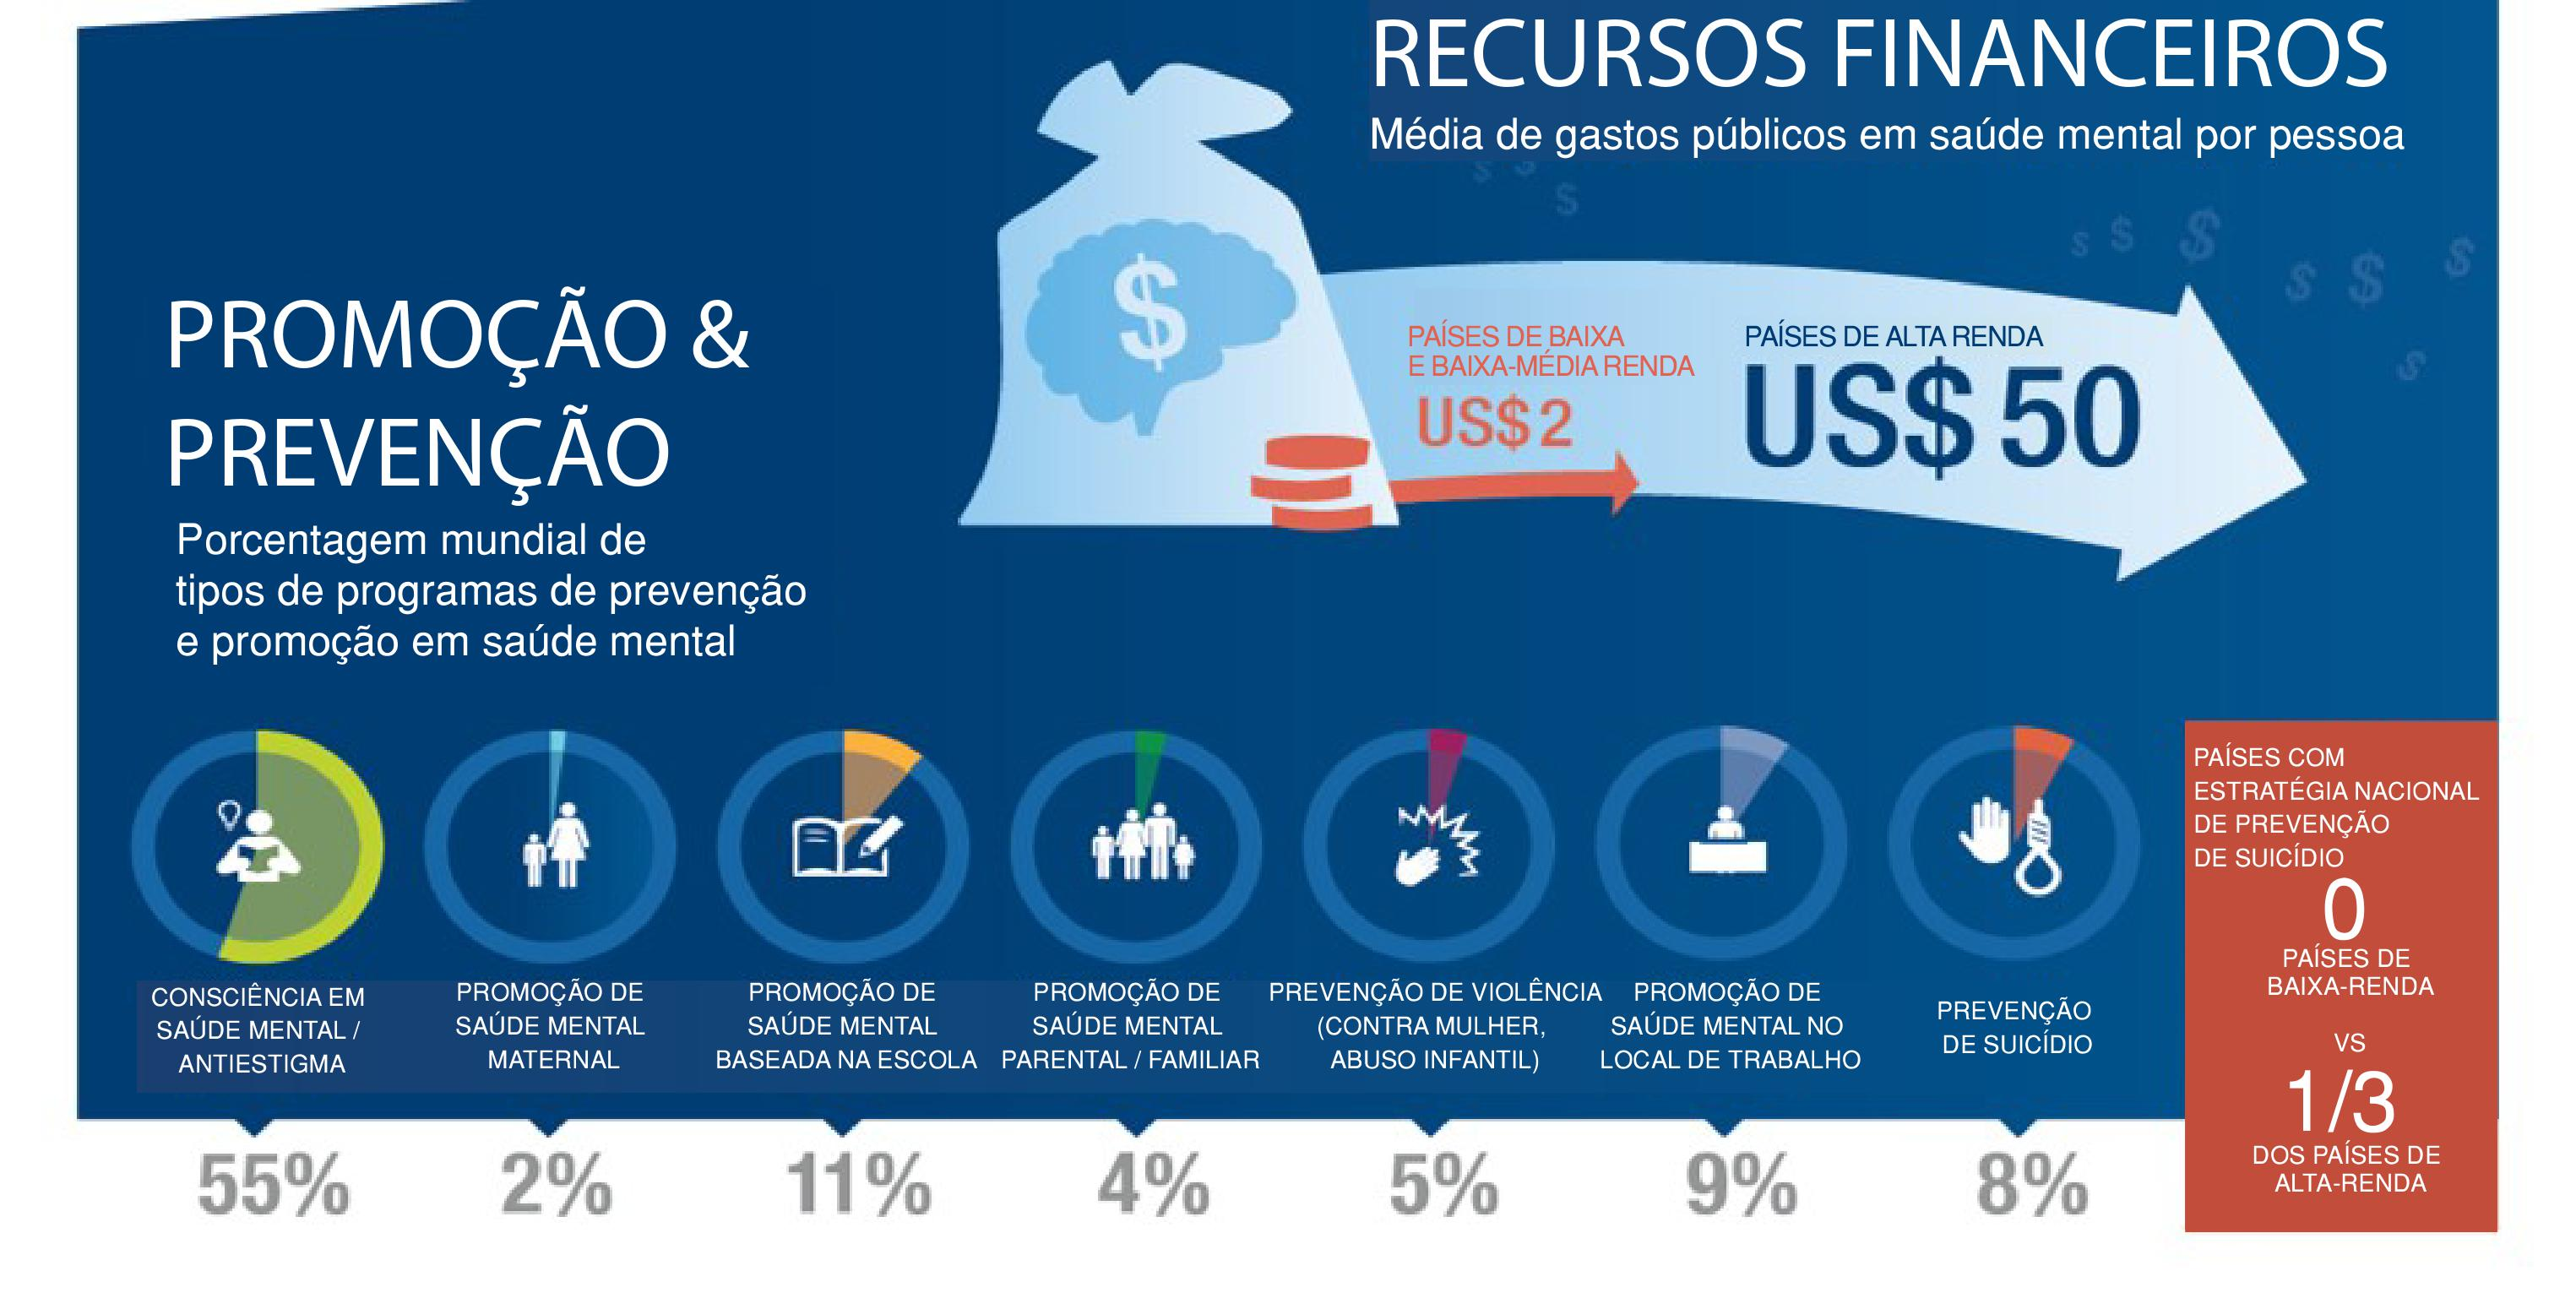 RECURSOS FINANCEIROS
Média de gastos públicos em saúde mental por pessoa
$
PAÍSES DE BAIXA
E BAIXA-MÉDIA RENDA
US$ 2
PAÍSES DE ALTA RENDA
US$ 50
PROMOÇÃO &
PREVENÇÃO
Porcentagem mundial de
tipos de programas de prevenção
e promoção em saúde mental
CONSCIÊNCIA EM
SAÚDE MENTAL /
ANTIESTIGMA
55%
PROMOÇÃO DE
SAÚDE MENTAL
MATERNAL
2%
PROMOÇÃO DE
SAÚDE MENTAL
BASEADA NA ESCOLA
11%
PROMOÇÃO DE
SAÚDE MENTAL
PARENTAL / FAMILIAR
4%
PREVENÇÃO DE VIOLÊNCIA
(CONTRA MULHER,
ABUSO INFANTIL)
5%
PROMOÇÃO DE
SAÚDE MENTAL NO
LOCAL DE TRABALHO
9%
PREVENÇÃO
DE SUICÍDIO
8%
PAÍSES COM
ESTRATÉGIA NACIONAL
DE PREVENÇÃO
DE SUICÍDIO
0
PAÍSES DE
BAIXA-RENDA
VS
1/3
DOS PAÍSES DE
ALTA-RENDA